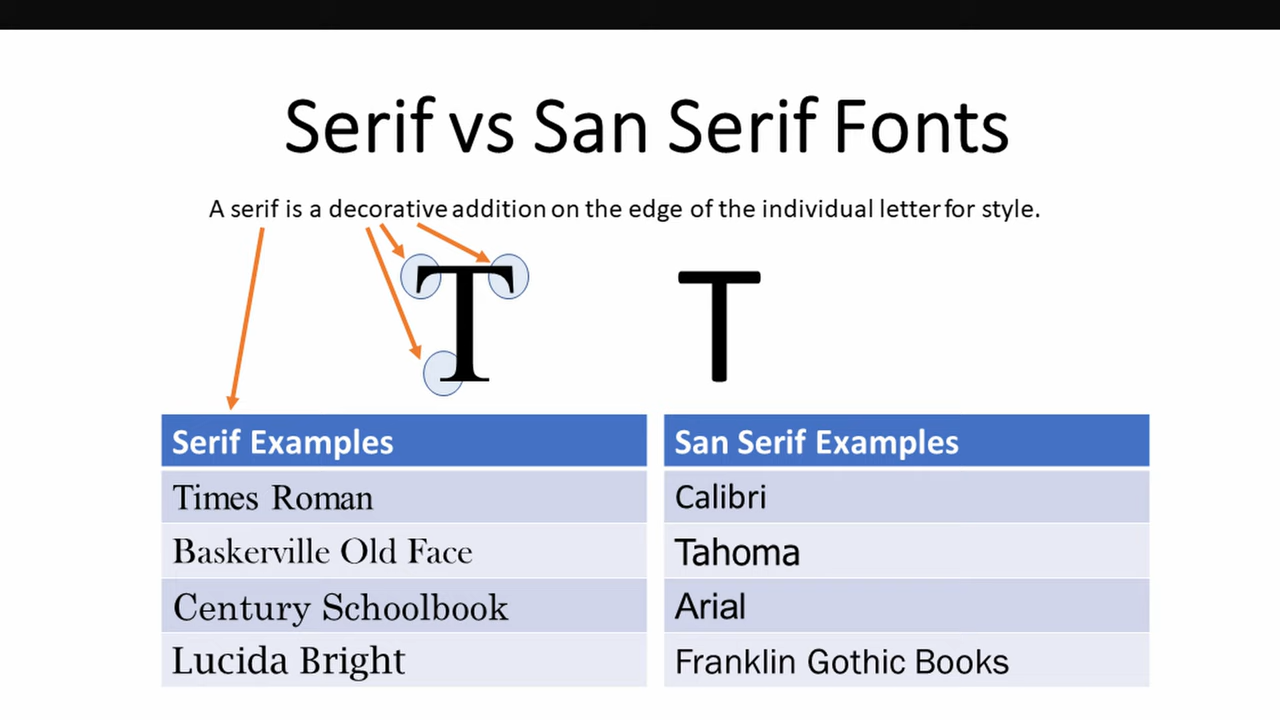 Serif vs San Serif Fonts
A serif is a decorative addition on the edge of the individual letter for style.
T T
Serif Examples San Serif Examples
Times Roman Calibri
Baskerville Old Face Tahoma
Century Schoolbook Arial
Lucida Bright Franklin Gothic Books